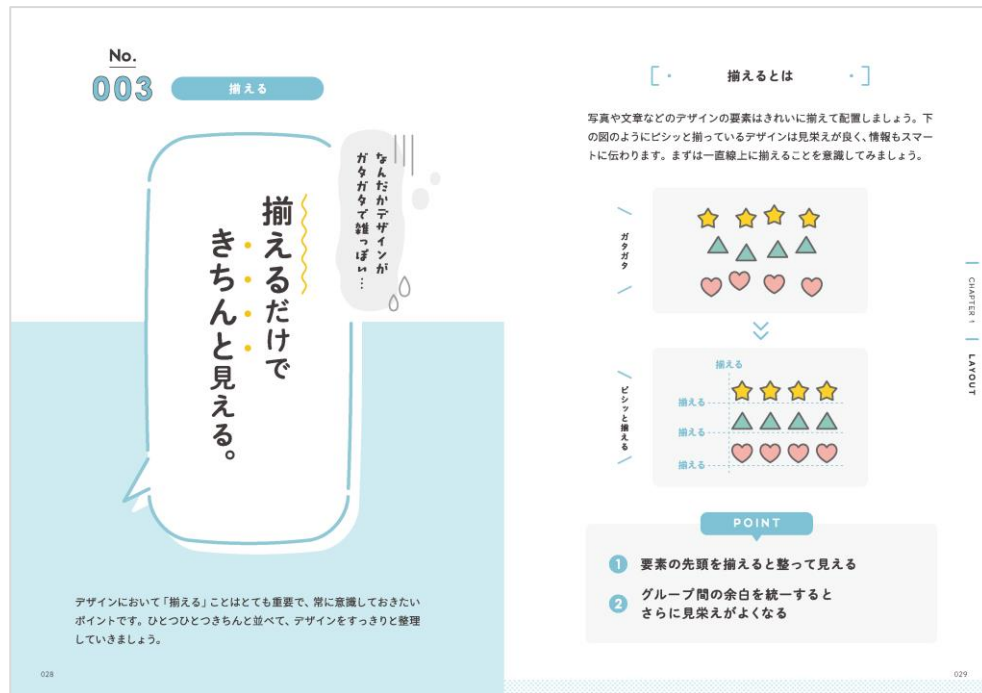 No.
003
揃える
なんだかデザインが
ガタガタで雑っぽい…
揃えるだけで
きちんと見える。
デザインにおいて「揃える」ことはとても重要で、常に意識しておきたい
ポイントです。ひとつひとつきちんと並べて、デザインをすっきりと整理
していきましょう。
028
揃えるとは
写真や文章などのデザインの要素はきれいに揃えて配置しましょう。下
の図のようにピシッと揃っているデザインは見栄えが良く、情報もスマー
トに伝わります。まずは一直線上に揃えることを意識してみましょう。
ガタガタ
ピシッと揃える
揃える
揃える
揃える
揃える
POINT
1 要素の先頭を揃えると整って見える
2 グループ間の余白を統一すると
さらに見栄えがよくなる
CHAPTER 1
LAYOUT
029